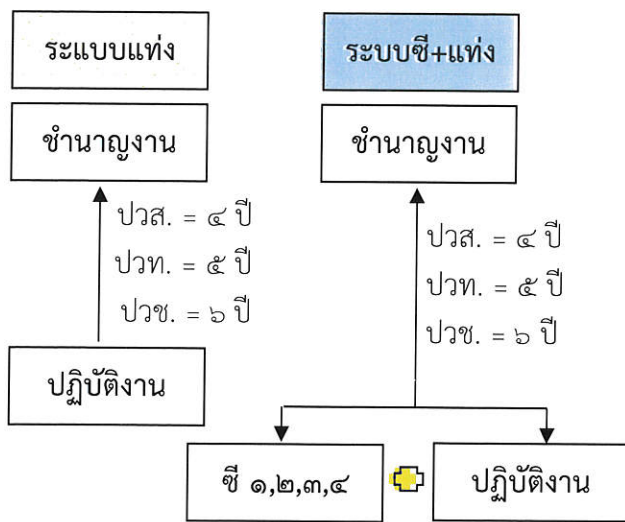 ระแบบแท่ง
ชำนาญงาน
ปวส. = ๔ ปี
ปวท. = ๕ ปี
ปวช. = ๖ ปี
ปฏิบัติงาน
ระบบซี+แท่ง
ชำนาญงาน
ปวส. = ๔ ปี
ปวท. = ๕ ปี
ปวช. = ๖ ปี
ซี ๑,๒,๓,๔
ปฏิบัติงาน